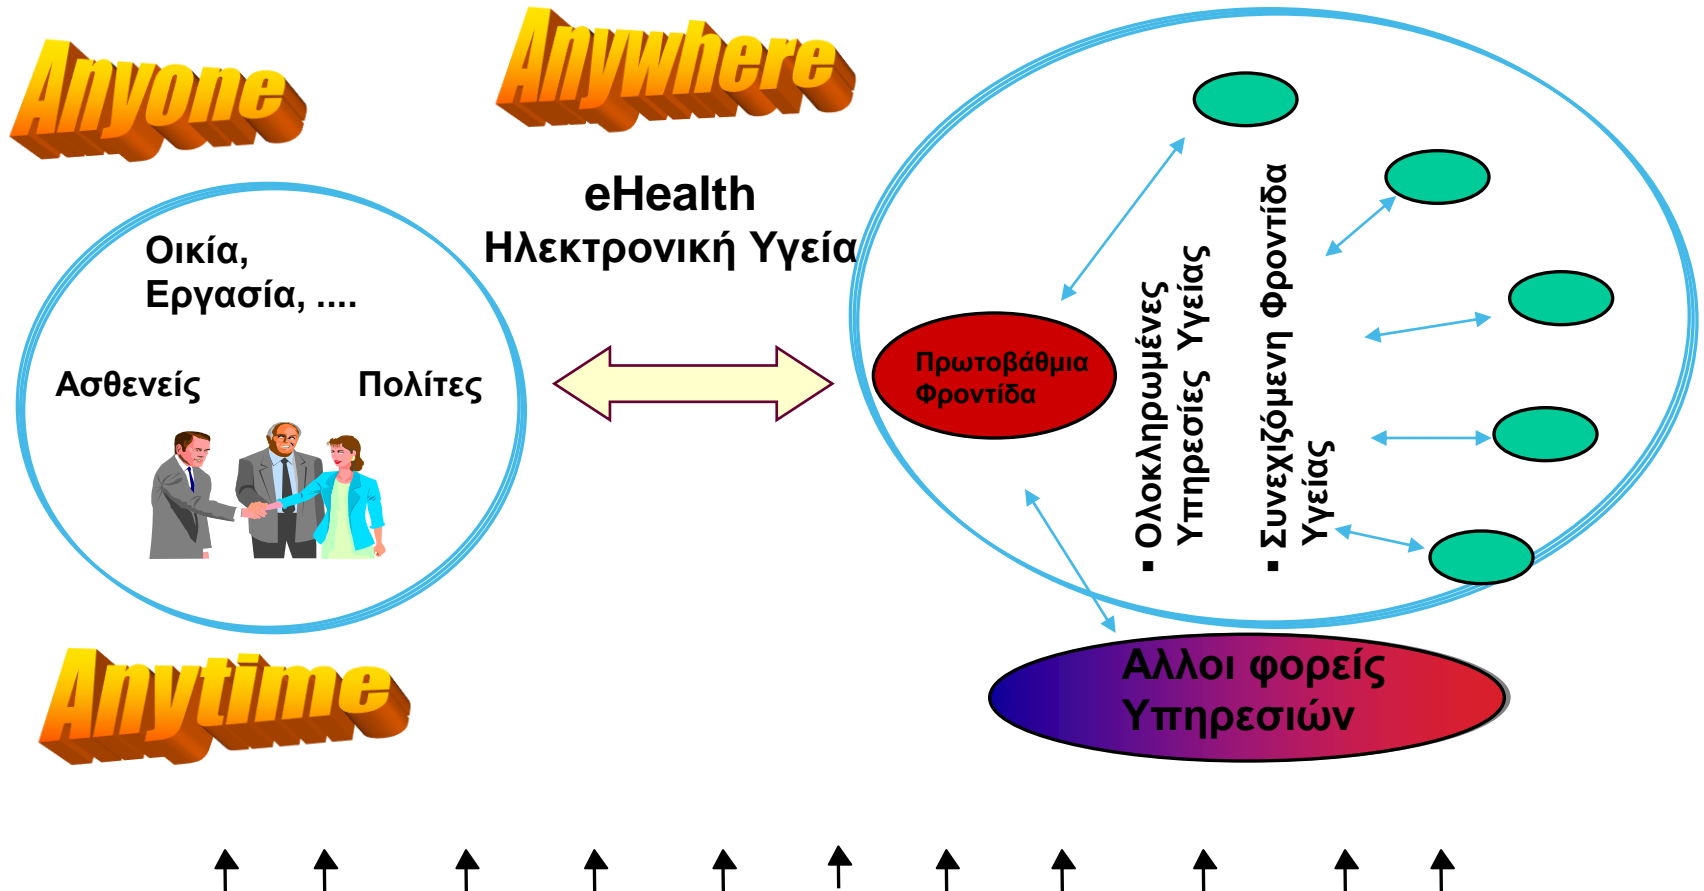 Anyone
Anywhere
eHealth
Ηλεκτρονική Υγεία
Οικία,
Εργασία, ....
Ασθενείς
Πολίτες
Πρωτοβάθμια
Φροντίδα
▪ Ολοκληρωμένες
Υπηρεσίες Υγείας
▪ Συνεχιζόμενη Φροντίδα
Υγείας
Anytime
Αλλοι φορείς
Υπηρεσιών